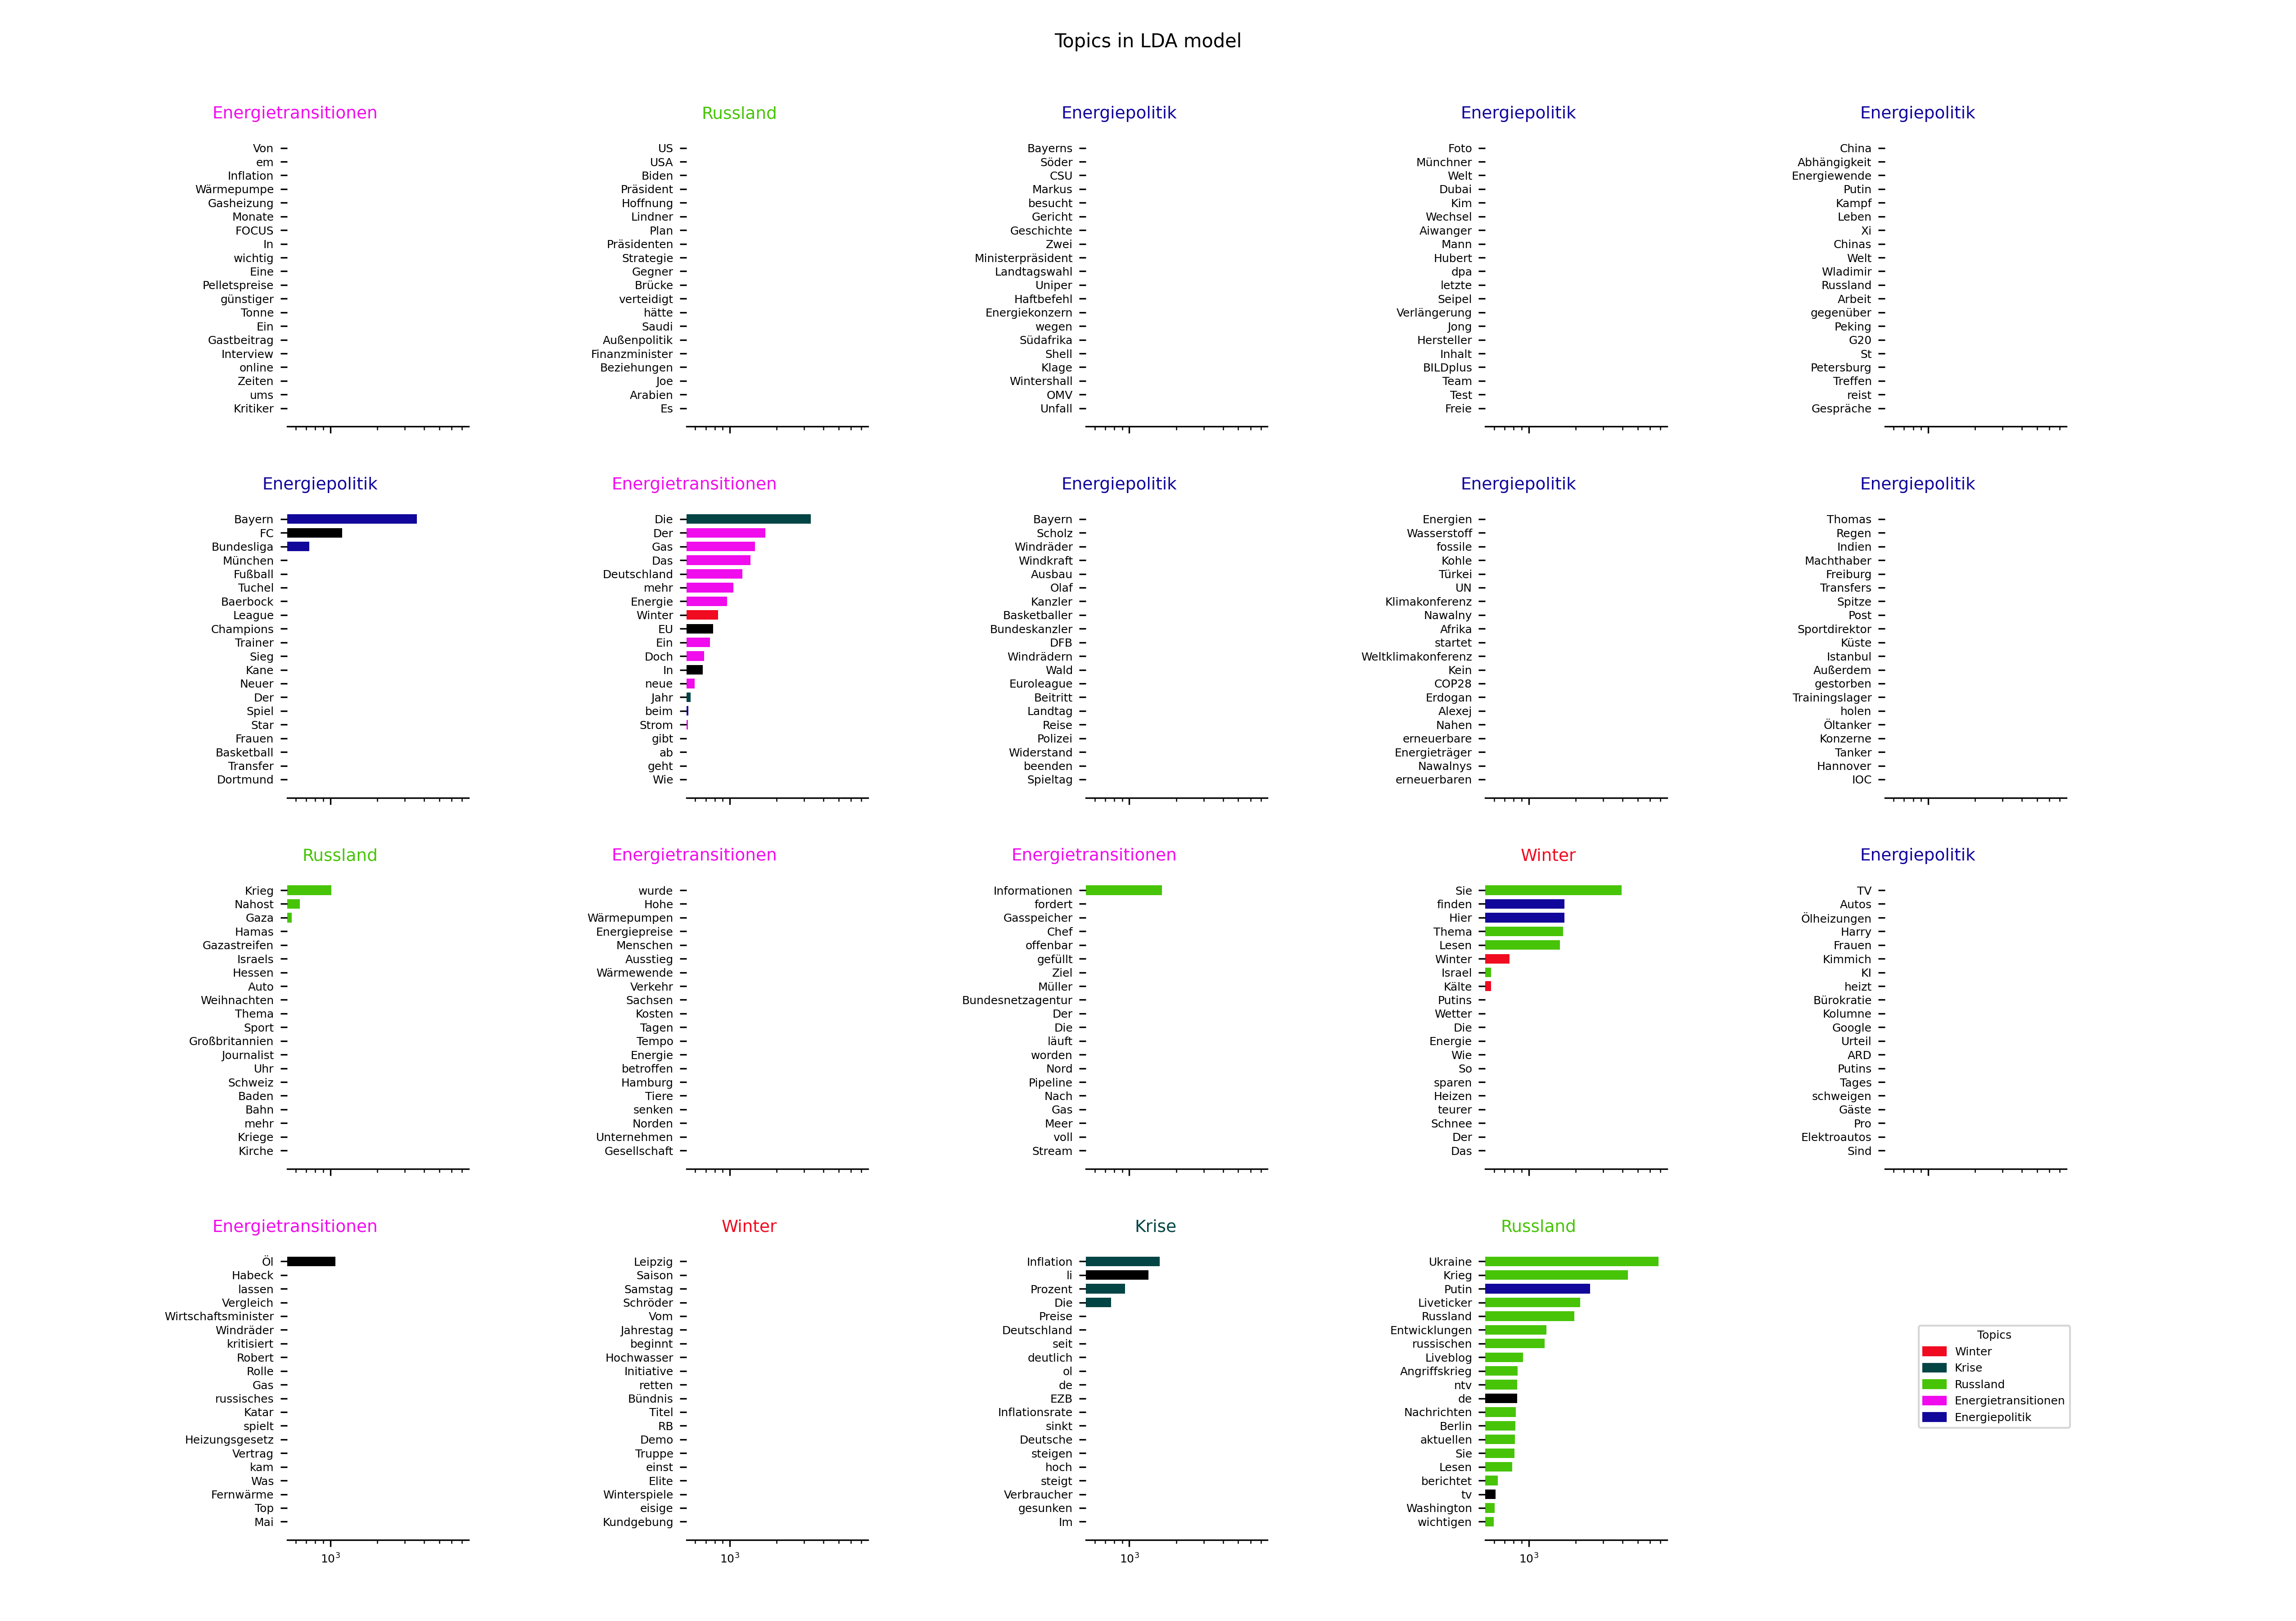 Topics in LDA model
Energietransitionen
Von
em
Inflation
Wärmepumpe
Gasheizung
Monate
FOCUS
In
wichtig
Eine
Pelletspreise
günstiger
Tonne
Ein
Gastbeitrag
Interview
online
Zeiten
ums
Kritiker
Russland
US
USA
Biden
Präsident
Hoffnung
Lindner
Plan
Präsidenten
Strategie
Gegner
Brücke
verteidigt
hätte
Saudi
Außenpolitik
Finanzminister
Beziehungen
Joe
Arabien
Es
Energiepolitik
Bayerns
Söder
CSU
Markus
besucht
Gericht
Geschichte
Zwei
Ministerpräsident
Landtagswahl
Uniper
Haftbefehl
Energiekonzern
wegen
Südafrika
Shell
Klage
Wintershall
OMV
Unfall
Energiepolitik
Foto
Münchner
Welt
Dubai
Kim
Wechsel
Aiwanger
Mann
Hubert
dpa
letzte
Seipel
Verlängerung
Jong
Hersteller
Inhalt
BILDplus
Team
Test
Freie
Energiepolitik
China
Abhängigkeit
Energiewende
Putin
Kampf
Leben
Xi
Chinas
Welt
Wladimir
Russland
Arbeit
gegenüber
Peking
G20
St
Petersburg
Treffen
reist
Gespräche
Energiepolitik
Bayern
FC
Bundesliga
München
Fußball
Tuchel
Baerbock
League
Champions
Trainer
Sieg
Kane
Neuer
Der
Spiel
Star
Frauen
Basketball
Transfer
Dortmund
Energietransitionen
Die
Der
Gas
Das
Deutschland
mehr
Energie
Winter
EU
Ein
Doch
In
neue
Jahr
beim
Strom
gibt
ab
geht
Wie
Energiepolitik
Bayern
Scholz
Windräder
Windkraft
Ausbau
Olaf
Kanzler
Basketballer
Bundeskanzler
DFB
Windrädern
Wald
Euroleague
Beitritt
Landtag
Reise
Polizei
Widerstand
beenden
Spieltag
Energiepolitik
Energien
Wasserstoff
fossile
Kohle
Türkei
UN
Klimakonferenz
Nawalny
Afrika
startet
Weltklimakonferenz
Kein
COP28
Erdogan
Alexej
Nahen
erneuerbare
Energieträger
Nawalnys
erneuerbaren
Energiepolitik
Thomas
Regen
Indien
Machthaber
Freiburg
Transfers
Spitze
Post
Sportdirektor
Küste
Istanbul
Außerdem
gestorben
Trainingslager
holen
Öltanker
Konzerne
Tanker
Hannover
IOC
Russland
Krieg
Nahost
Gaza
Hamas
Gazastreifen
Israels
Hessen
Auto
Weihnachten
Thema
Sport
Großbritannien
Journalist
Uhr
Schweiz
Baden
Bahn
mehr
Kriege
Kirche
Energietransitionen
wurde
Hohe
Wärmepumpen
Energiepreise
Menschen
Ausstieg
Wärmewende
Verkehr
Sachsen
Kosten
Tagen
Tempo
Energie
betroffen
Hamburg
Tiere
senken
Norden
Unternehmen
Gesellschaft
Energietransitionen
Informationen
fordert
Gasspeicher
Chef
offenbar
gefüllt
Ziel
Müller
Bundesnetzagentur
Der
Die
läuft
worden
Nord
Pipeline
Nach
Gas
Meer
voll
Stream
Winter
Sie
finden
Hier
Thema
Lesen
Winter
Israel
Kälte
Putins
Wetter
Die
Energie
Wie
So
sparen
Heizen
teurer
Schnee
Der
Das
Energiepolitik
TV
Autos
Ölheizungen
Harry
Frauen
Kimmich
KI
heizt
Bürokratie
Kolumne
Google
Urteil
ARD
Putins
Tages
schweigen
Gäste
Pro
Elektroautos
Sind
Energietransitionen
Öl
Habeck
lassen
Vergleich
Wirtschaftsminister
Windräder
kritisiert
Robert
Rolle
Gas
russisches
Katar
spielt
Heizungsgesetz
Vertrag
kam
Was
Fernwärme
Top
Mai
10³
Winter
Leipzig
Saison
Samstag
Schröder
Vom
Jahrestag
beginnt
Hochwasser
Initiative
retten
Bündnis
Titel
RB
Demo
Truppe
einst
Elite
Winterspiele
eisige
Kundgebung
10³
Krise
Inflation
li
Prozent
Die
Preise
Deutschland
seit
deutlich
ol
de
EZB
Inflationsrate
sinkt
Deutsche
steigen
hoch
steigt
Verbraucher
gesunken
Im
10³
Russland
Ukraine
Krieg
Putin
Liveticker
Russland
Entwicklungen
russischen
Liveblog
Angriffskrieg
ntv
de
Nachrichten
Berlin
aktuellen
Sie
Lesen
berichtet
tv
Washington
wichtigen
10³
Topics
Winter
Krise
Russland
Energietransitionen
Energiepolitik